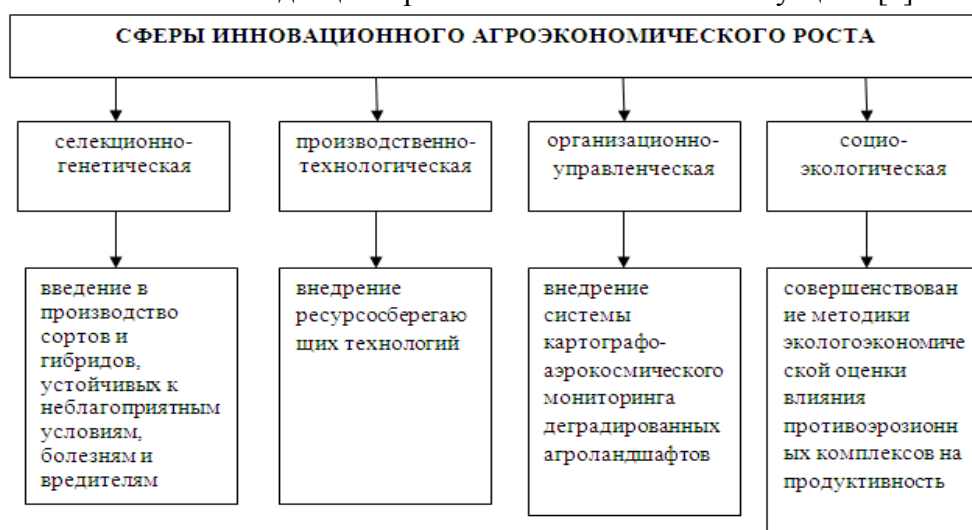 СФЕРЫ ИННОВАЦИОННОГО АГРОЭКОНОМИЧЕСКОГО РОСТА
селекционно-
генетическая
производственно-
технологическая
организационно-
управленческая
социо-
экологическая
введение в
производство
сортов и
гибридов,
устойчивых к
неблагоприятным
условиям,
болезням и
вредителям
внедрение
ресурсосберегаю
щих технологий
внедрение
системы
картографо-
аэрокосмического
мониторинга
деградированных
агроландшафтов
совершенствован
ие методики
экологоэкономиче
ской оценки
влияния
противоэрозионн
ых комплексов на
продуктивность